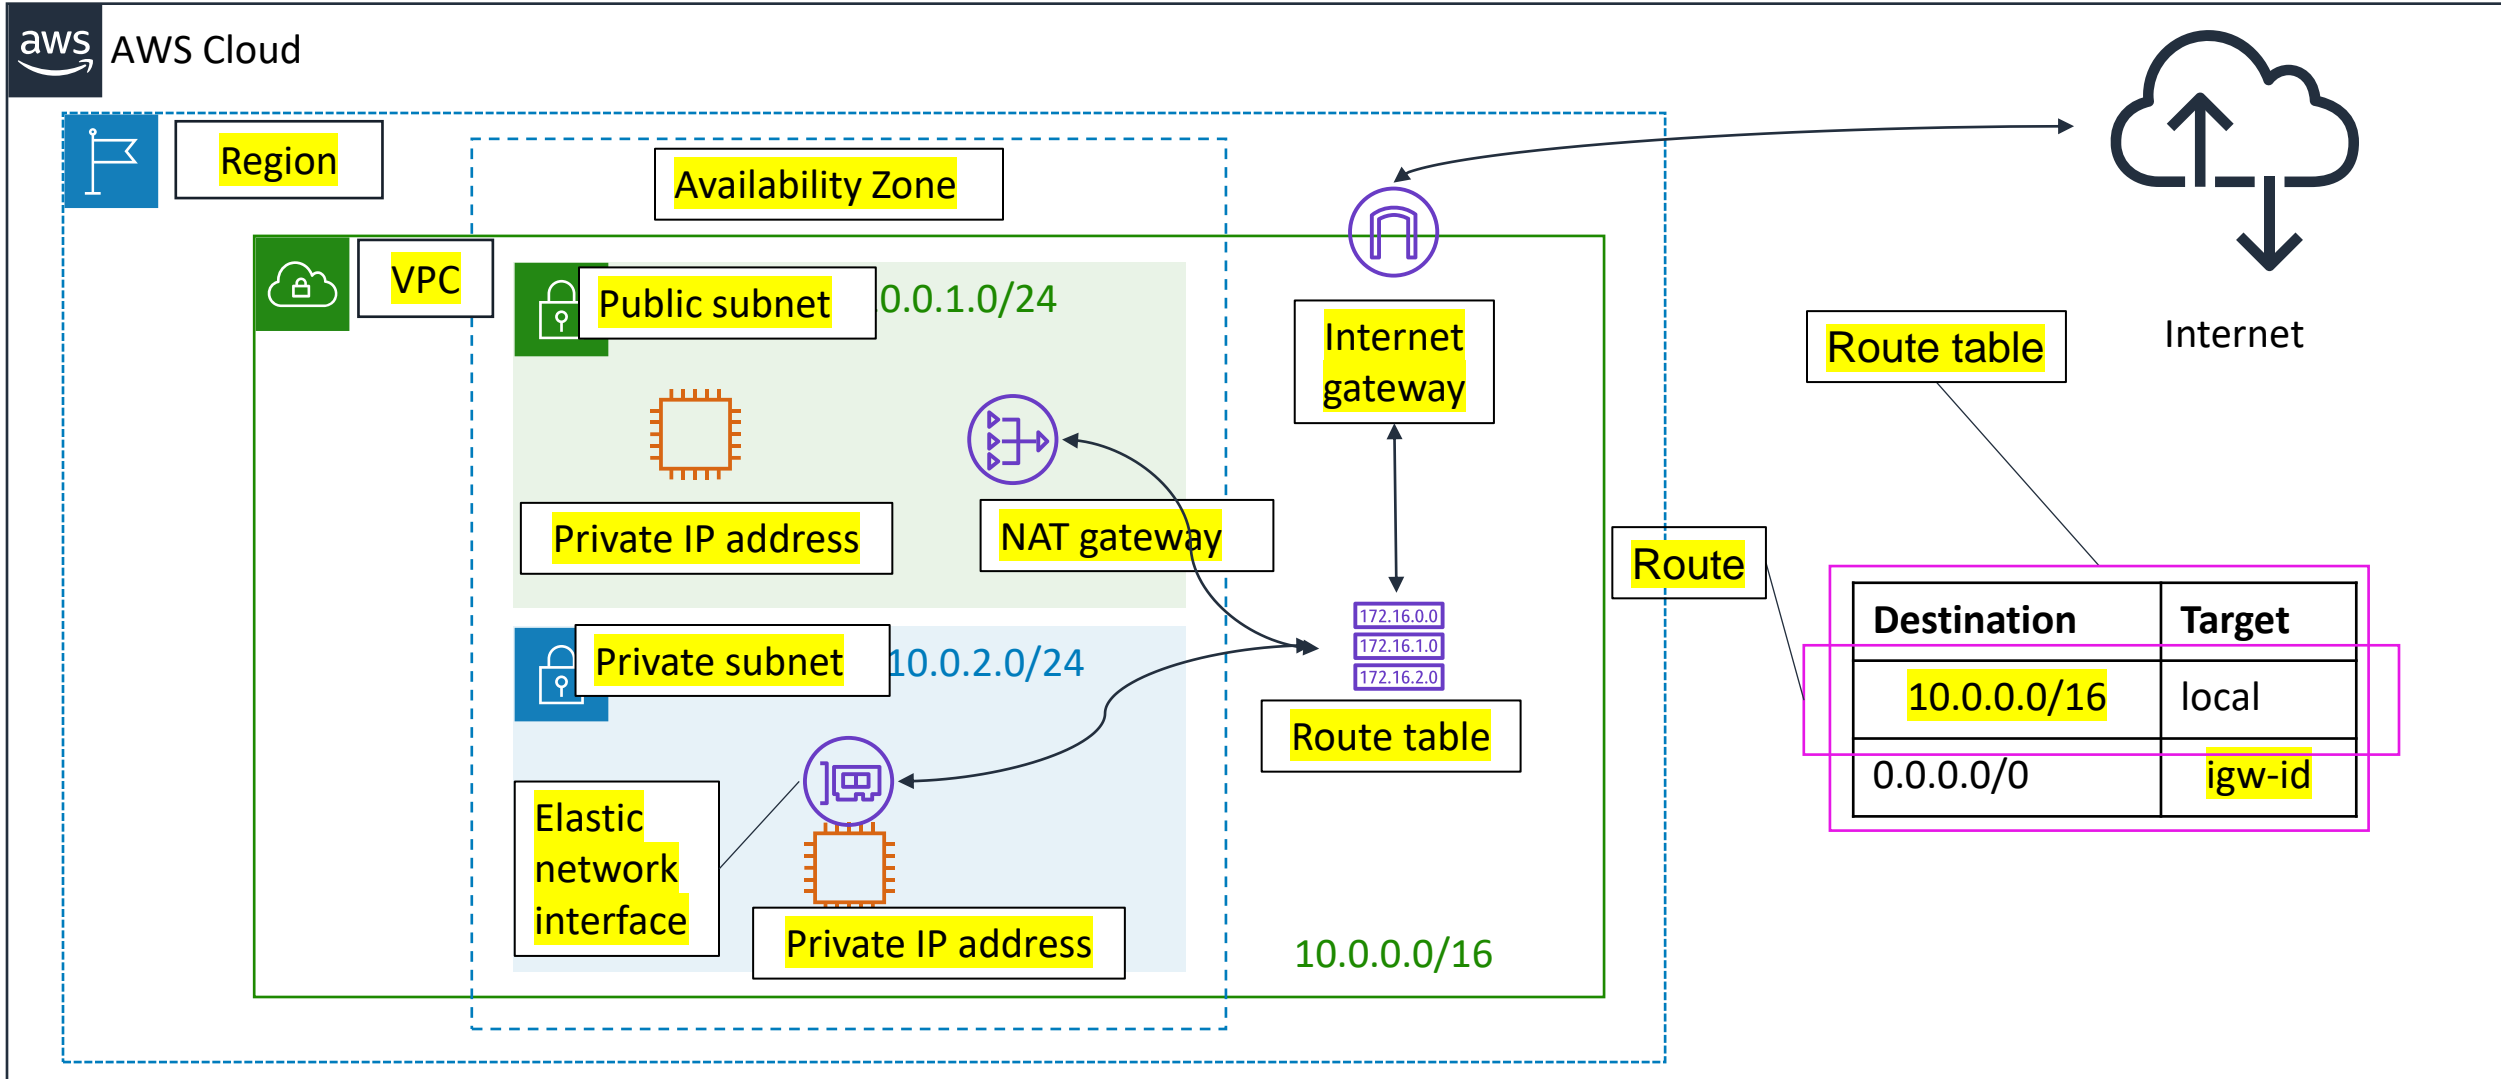 aws
AWS Cloud
Region
Availability Zone
VPC
Public subnet
0.0.1.0/24
Internet
gateway
Internet
Route table
Private IP address
NAT gateway
Route
172.16.0.0
172.16.1.0
172.16.2.0
Route table
Private subnet
10.0.2.0/24
Elastic
network
interface
Private IP address
10.0.0.0/16
Destination Target
10.0.0.0/16 local
0.0.0.0/0 igw-id